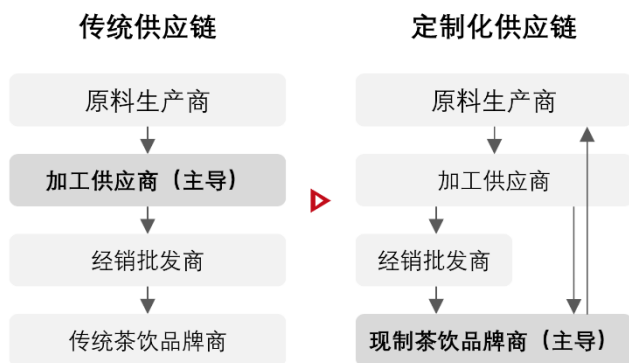 传统供应链
原料生产商
加工供应商（主导）
经销批发商
传统茶饮品牌商
定制化供应链
原料生产商
加工供应商
经销批发商
现制茶饮品牌商（主导）